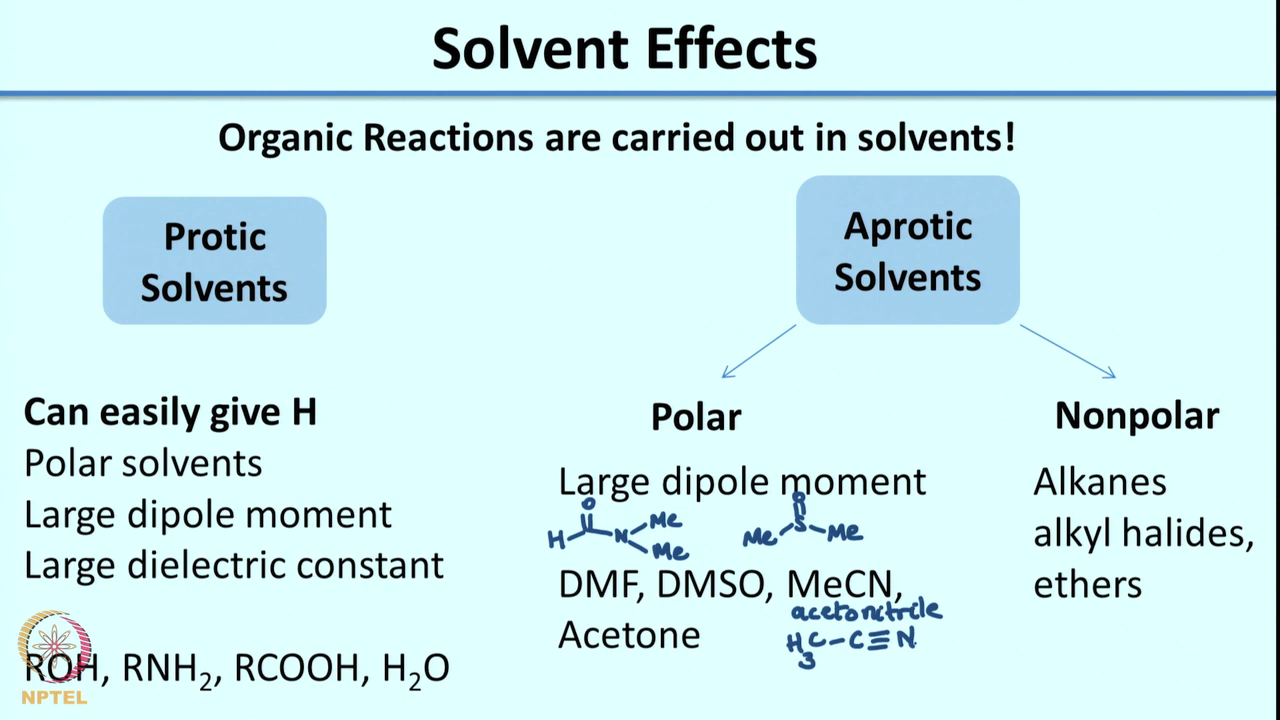 Solvent Effects
Organic Reactions are carried out in solvents!
Protic
Solvents
Can easily give H
Polar solvents
Large dipole moment
Large dielectric constant
ROH, RNH₂, RCOOH, H₂O
NPTEL
Aprotic
Solvents
Polar
Large dipole moment
O
H N Me
Me
O
Me S Me
DMF, DMSO, MeCN,
acetonitrile
Acetone
H₃C-C≡N
Nonpolar
Alkanes
alkyl halides,
ethers